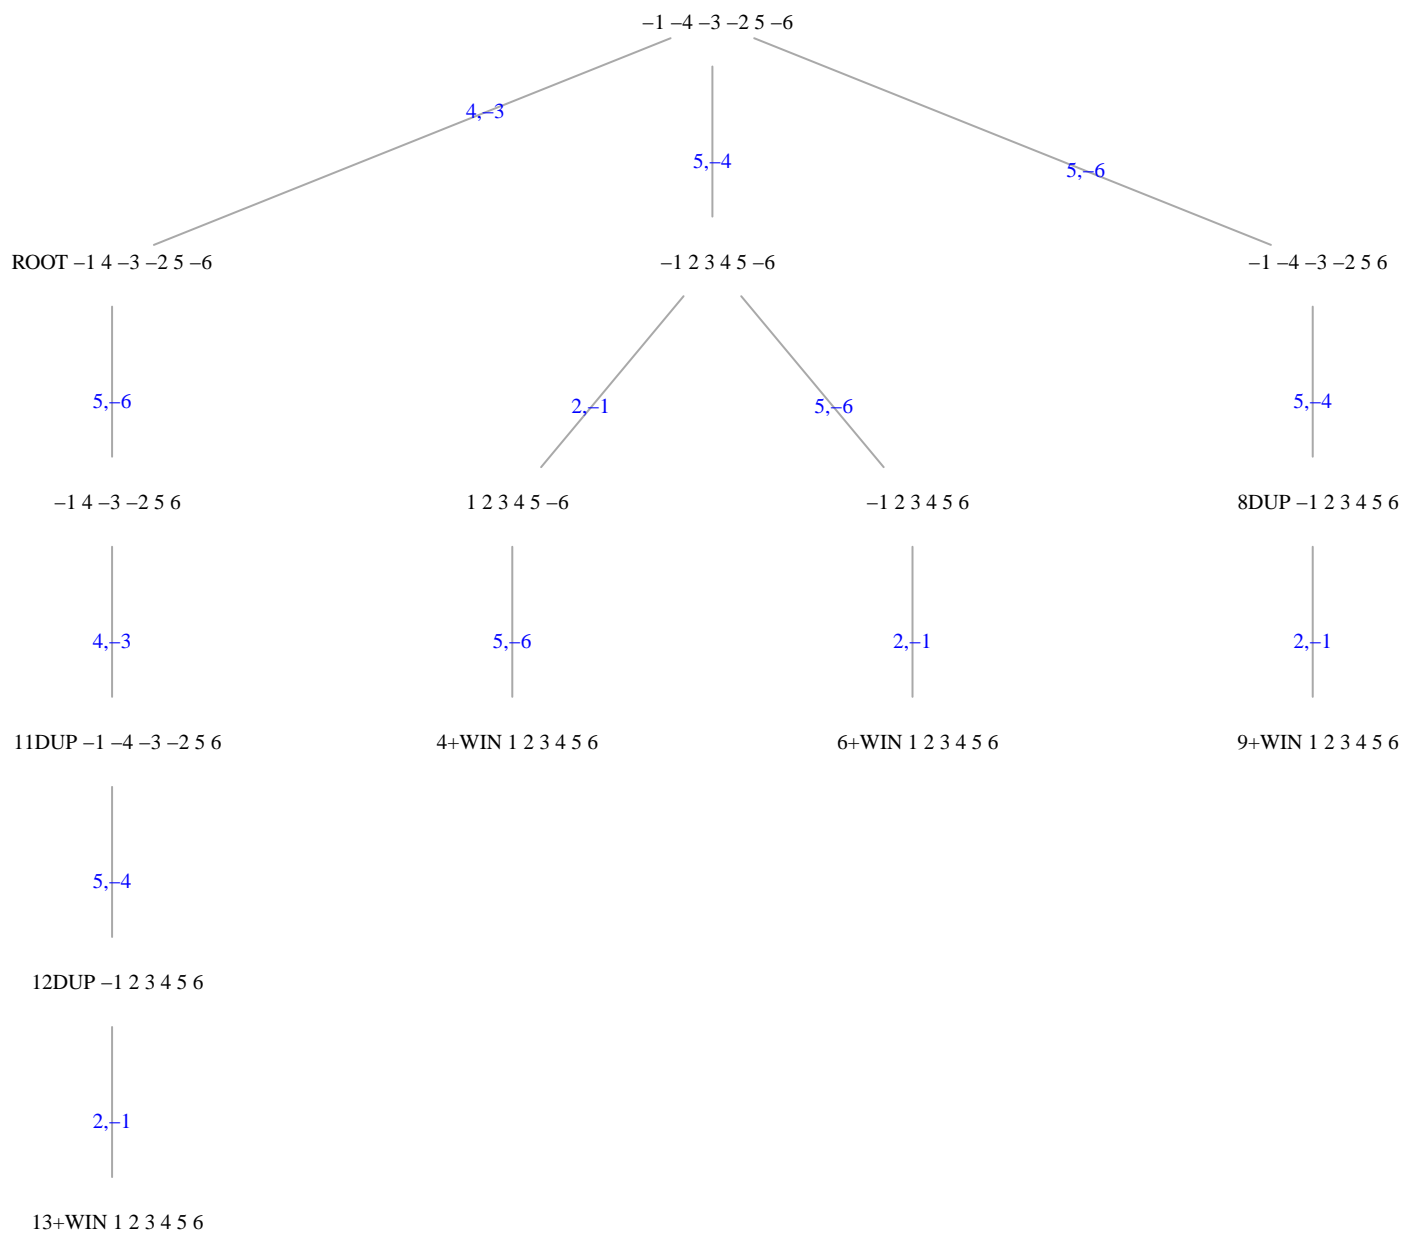 –1 –4 –3 –2 5 –6
4,–3
5,–4
5,–6
ROOT –1 4 –3 –2 5 –6
–1 2 3 4 5 –6
–1 –4 –3 –2 5 6
5,–6
2,–1
5,–6
5,–4
–1 4 –3 –2 5 6
1 2 3 4 5 –6
–1 2 3 4 5 6
8DUP –1 2 3 4 5 6
4,–3
5,–6
2,–1
2,–1
11DUP –1 –4 –3 –2 5 6
4+WIN 1 2 3 4 5 6
6+WIN 1 2 3 4 5 6
9+WIN 1 2 3 4 5 6
5,–4
12DUP –1 2 3 4 5 6
2,–1
13+WIN 1 2 3 4 5 6